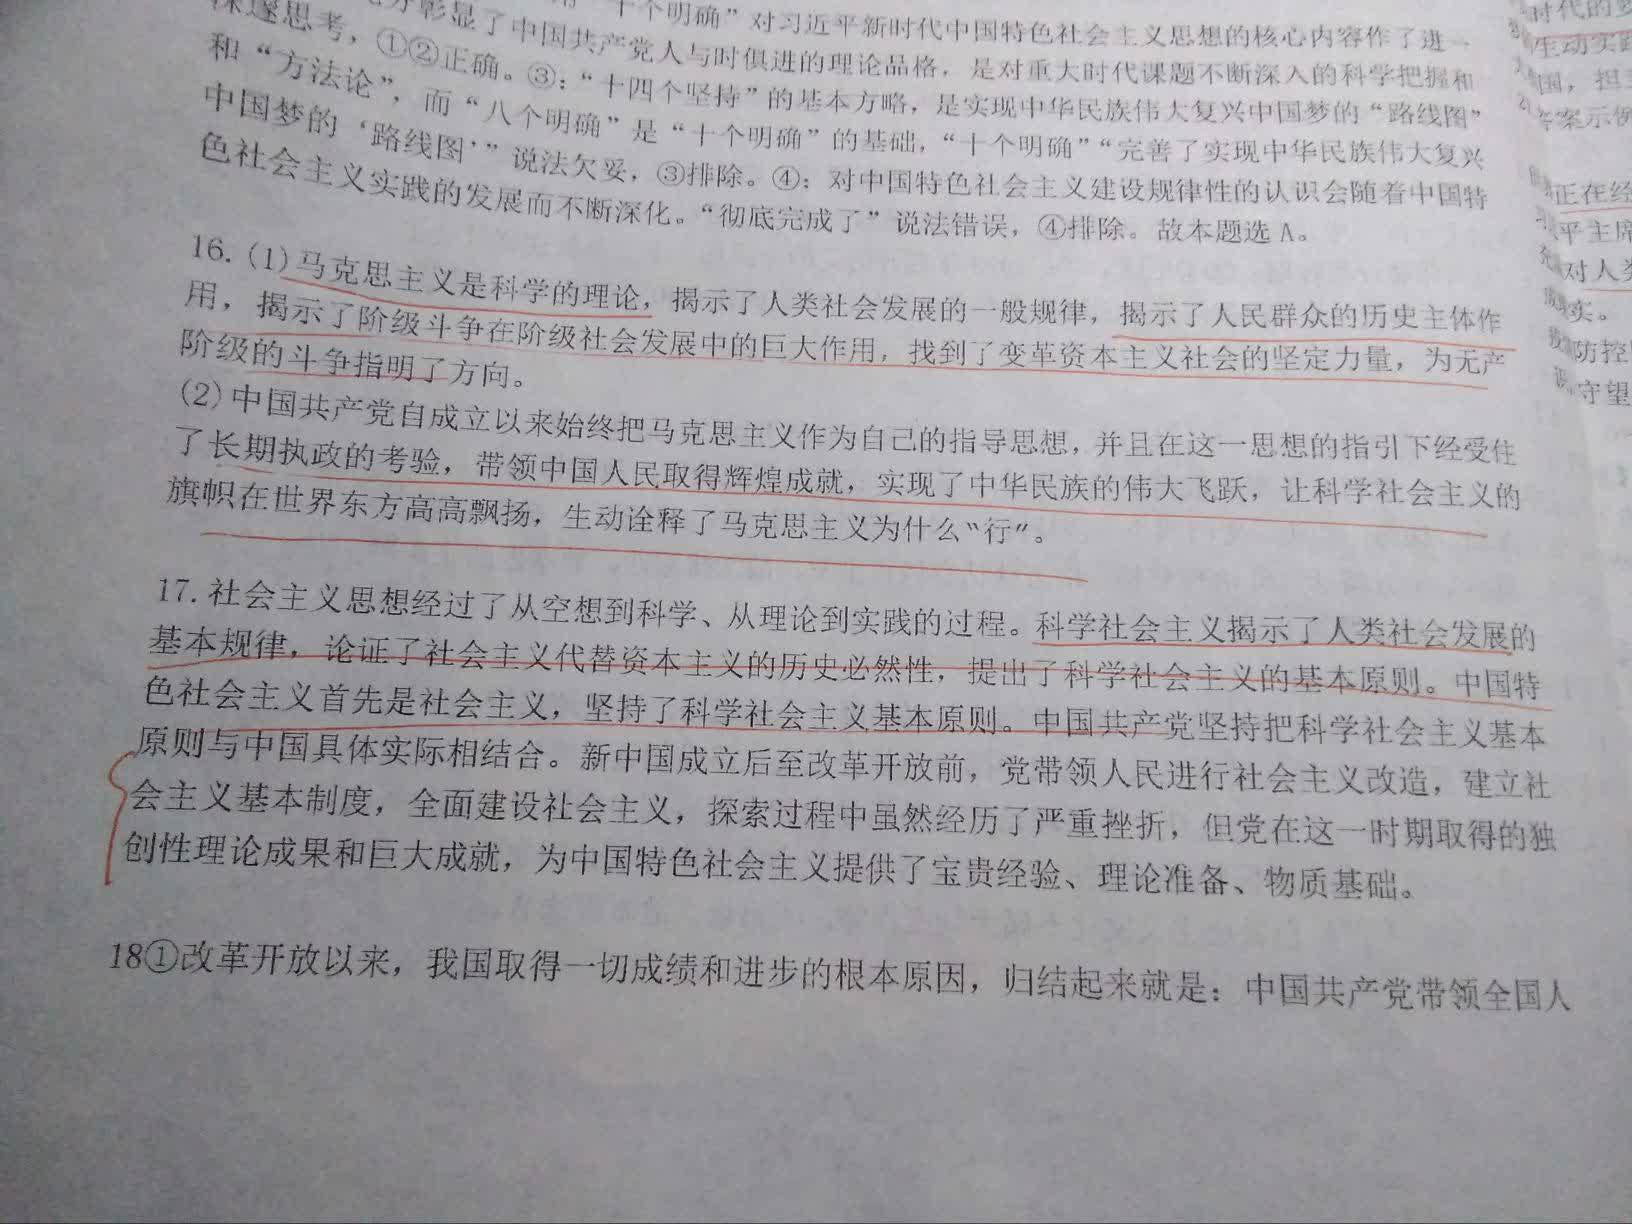 “十个明确”对习近平新时代中国特色社会主义思想的核心内容作了进一
彰显了中国共产党人与时俱进的理论品格，是对重大时代课题不断深入的科学把握和
深邃思考，①②正确。③：“十四个坚持”的基本方略，是实现中华民族伟大复兴中国梦的“路线图”
和“方法论”，而“八个明确”是“十个明确”的基础，“十个明确”“完善了实现中华民族伟大复兴
中国梦的‘路线图’”说法欠妥，③排除。④：对中国特色社会主义建设规律性的认识会随着中国特
色社会主义实践的发展而不断深化。“彻底完成了”说法错误，④排除。故本题选A。
16. (1)马克思主义是科学的理论，揭示了人类社会发展的一般规律，揭示了人民群众的历史主体作
用，揭示了阶级斗争在阶级社会发展中的巨大作用，找到了变革资本主义社会的坚定力量，为无产
阶级的斗争指明了方向。
(2)中国共产党自成立以来始终把马克思主义作为自己的指导思想，并且在这一思想的指引下经受住
了长期执政的考验，带领中国人民取得辉煌成就，实现了中华民族的伟大飞跃，让科学社会主义的
旗帜在世界东方高高飘扬，生动诠释了马克思主义为什么“行”。
17. 社会主义思想经过了从空想到科学、从理论到实践的过程。科学社会主义揭示了人类社会发展的
基本规律，论证了社会主义代替资本主义的历史必然性，提出了科学社会主义的基本原则。中国特
色社会主义首先是社会主义，坚持了科学社会主义基本原则。中国共产党坚持把科学社会主义基本
原则与中国具体实际相结合。新中国成立后至改革开放前，党带领人民进行社会主义改造，建立社
会主义基本制度，全面建设社会主义，探索过程中虽然经历了严重挫折，但党在这一时期取得的独
创性理论成果和巨大成就，为中国特色社会主义提供了宝贵经验、理论准备、物质基础。
18①改革开放以来，我国取得一切成绩和进步的根本原因，归结起来就是：中国共产党带领全国人
时代的
生动实践
国，担
答案示例
正在经
平主席
对人类
实。
防控
守望